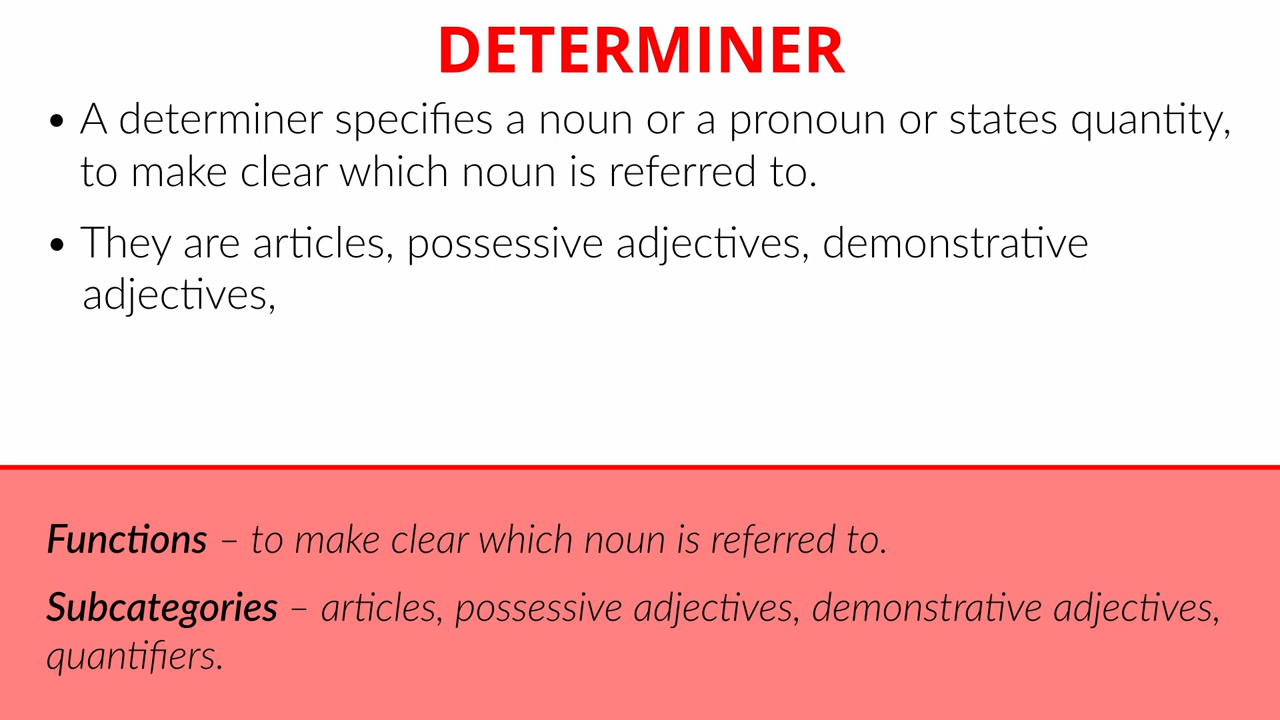 DETERMINER
• A determiner specifies a noun or a pronoun or states quantity,
to make clear which noun is referred to.
• They are articles, possessive adjectives, demonstrative
adjectives,
Functions – to make clear which noun is referred to.
Subcategories – articles, possessive adjectives, demonstrative adjectives,
quantifiers.